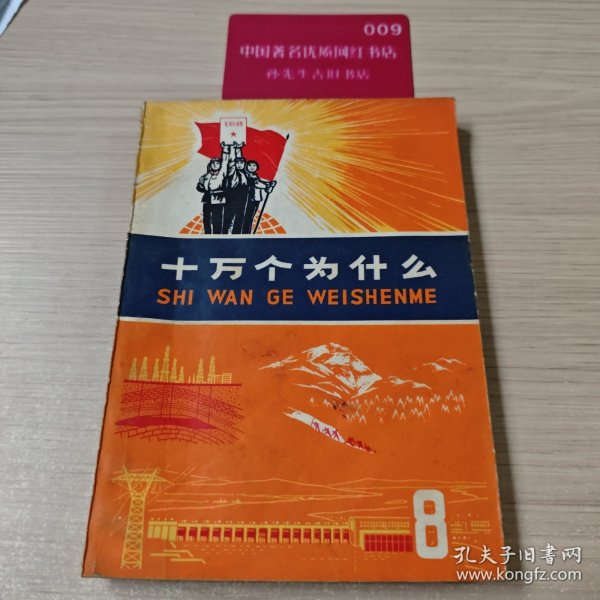 009
中国著名优质网红书店
孙先生古旧书店
十万个为什么
SHI WAN GE WEISHENME
8
孔夫子旧书网
www.kongfz.com